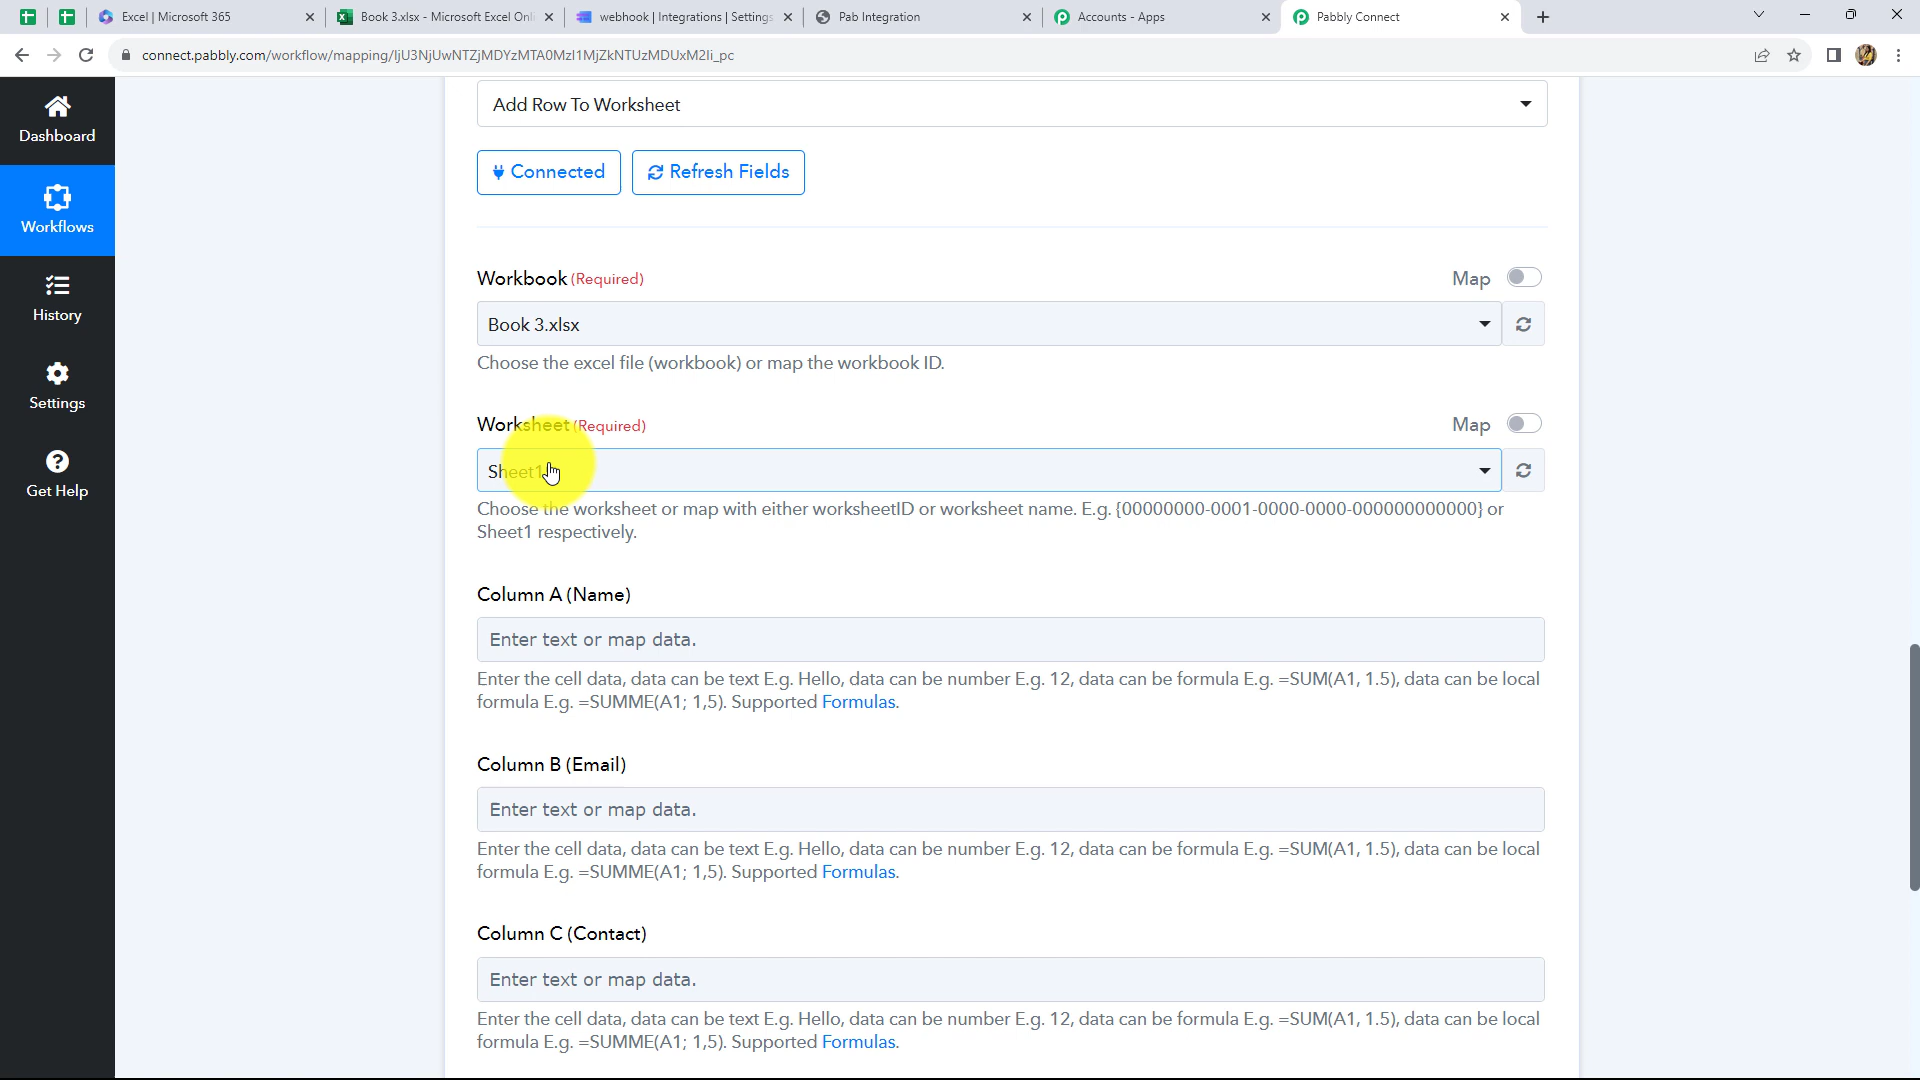 Excel | Microsoft 365
Book 3.xlsx - Microsoft Excel Onli
webhook | Integrations | Settings
Pab Integration
Accounts - Apps
Pabbly Connect
connect.pabbly.com/workflow/mapping/IjU3NjUwNTZjMDYzMTA0MzI1MjZkNTUzMDUxM2Ii_pc
Dashboard
Workflows
History
Settings
Get Help
Add Row To Worksheet
Connected
Refresh Fields
Workbook (Required)
Map
Book 3.xlsx
Choose the excel file (workbook) or map the workbook ID.
Worksheet (Required)
Map
Sheet1
Choose the worksheet or map with either worksheetID or worksheet name. E.g. {00000000-0001-0000-0000-000000000000} or
Sheet1 respectively.
Column A (Name)
Enter text or map data.
Enter the cell data, data can be text E.g. Hello, data can be number E.g. 12, data can be formula E.g. =SUM(A1, 1.5), data can be local
formula E.g. =SUMME(A1; 1,5). Supported Formulas.
Column B (Email)
Enter text or map data.
Enter the cell data, data can be text E.g. Hello, data can be number E.g. 12, data can be formula E.g. =SUM(A1, 1.5), data can be local
formula E.g. =SUMME(A1; 1,5). Supported Formulas.
Column C (Contact)
Enter text or map data.
Enter the cell data, data can be text E.g. Hello, data can be number E.g. 12, data can be formula E.g. =SUM(A1, 1.5), data can be local
formula E.g. =SUMME(A1; 1,5). Supported Formulas.